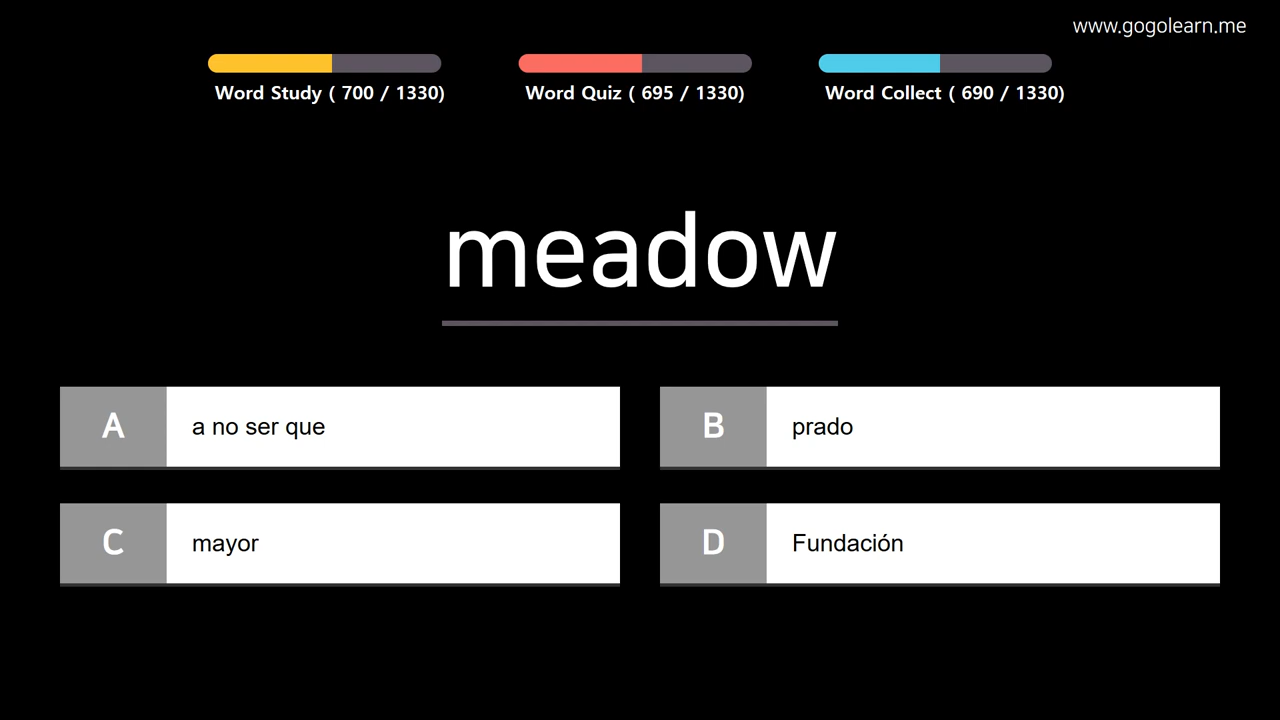 www.gogolearn.me
Word Study ( 700 / 1330)
Word Quiz ( 695 / 1330)
Word Collect ( 690 / 1330)
meadow
A
a no ser que
B
prado
C
mayor
D
Fundación